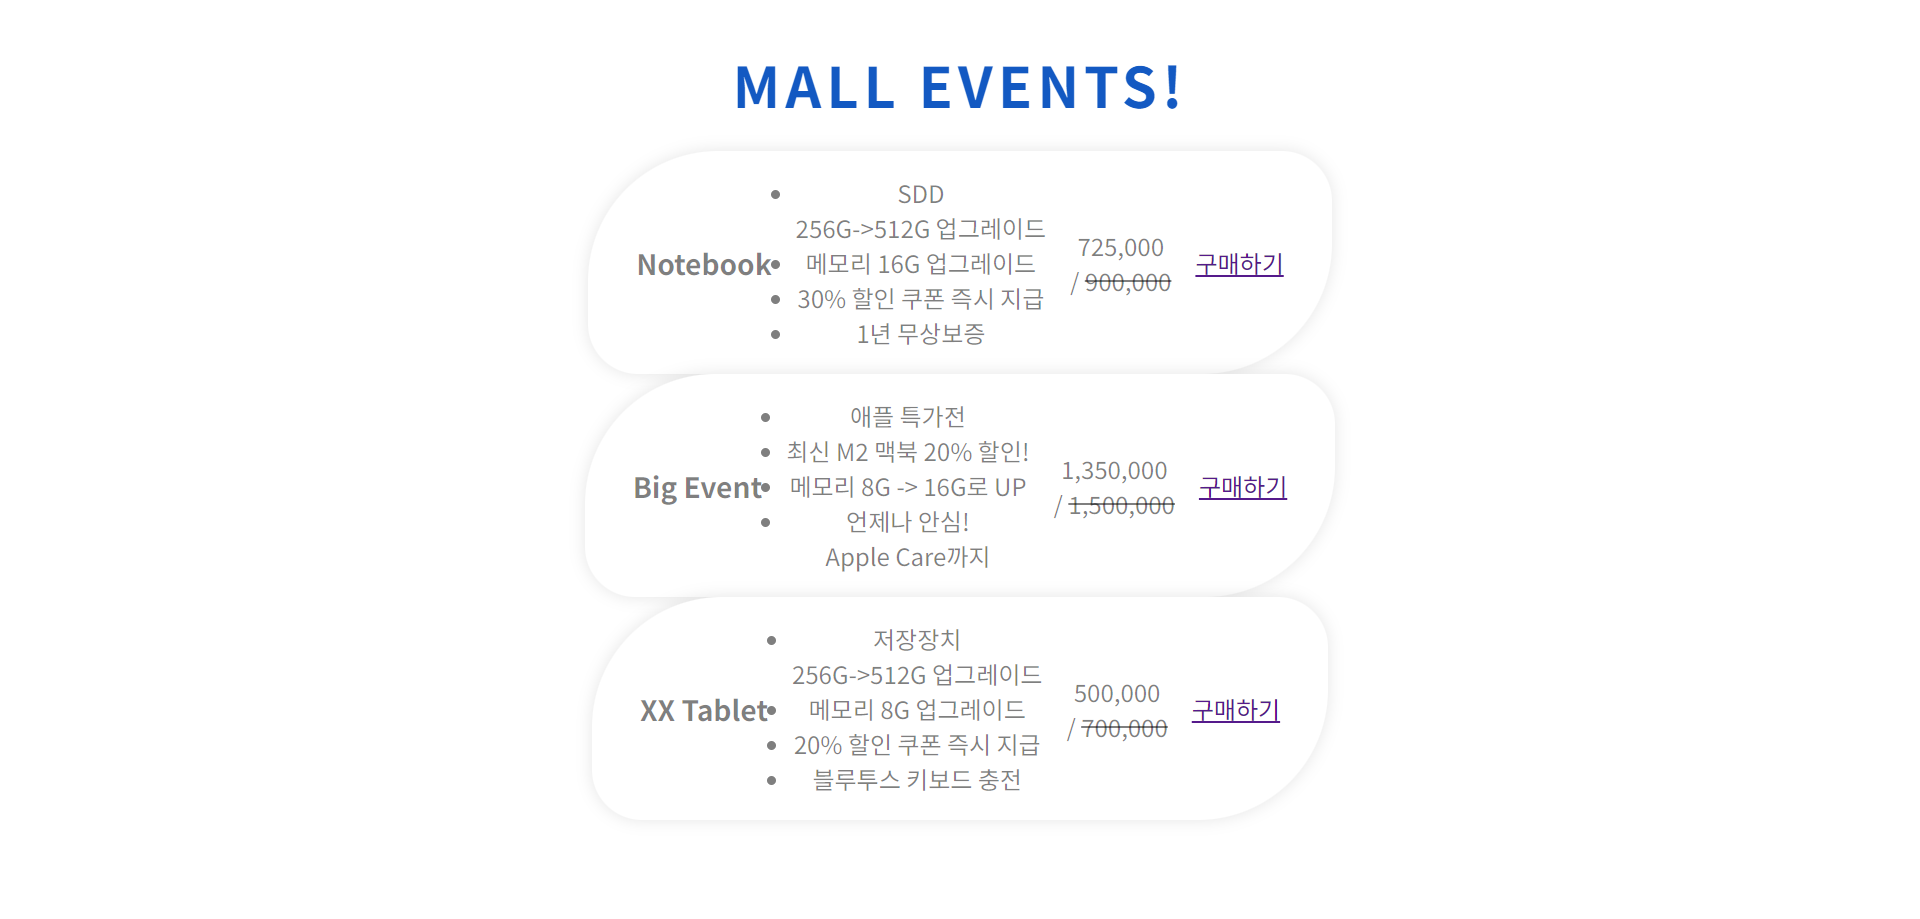 MALL EVENTS!
Notebook
SDD
256G->512G 업그레이드
메모리 16G 업그레이드
30% 할인 쿠폰 즉시 지급
1년 무상보증
725,000
/ 900,000
구매하기
Big Event
애플 특가전
최신 M2 맥북 20% 할인!
메모리 8G -> 16G로 UP
언제나 안심!
Apple Care까지
1,350,000
/ 1,500,000
구매하기
XX Tablet
저장장치
256G->512G 업그레이드
메모리 8G 업그레이드
20% 할인 쿠폰 즉시 지급
블루투스 키보드 충전
500,000
/ 700,000
구매하기